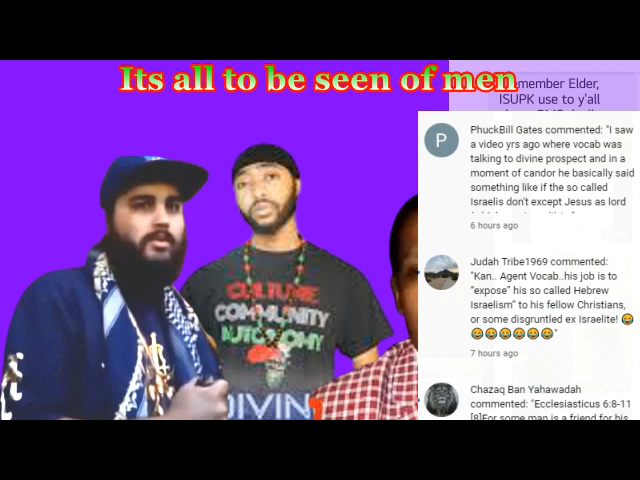 Its all to be seen of men
member Elder,
ISUPK use to y'all
P
PhuckBill Gates commented: "I saw
a video yrs ago where vocab was
talking to divine prospect and in a
moment of candor he basically said
something like if the so called
Israelis don't except Jesus as lord
6 hours ago
Judah Tribe1969 commented:
"Kan.. Agent Vocab..his job is to
"expose" his so called Hebrew
Israelism" to his fellow Christians,
or some disgruntled ex Israelite! 😂
😂😂😂😂😂😂"
7 hours ago
Chazaq Ban Yahawadah
commented: "Ecclesiasticus 6:8-11
[8]For some man is a friend for his
CULTURE
COMMUNITY
AUTONOMY
DIVIN